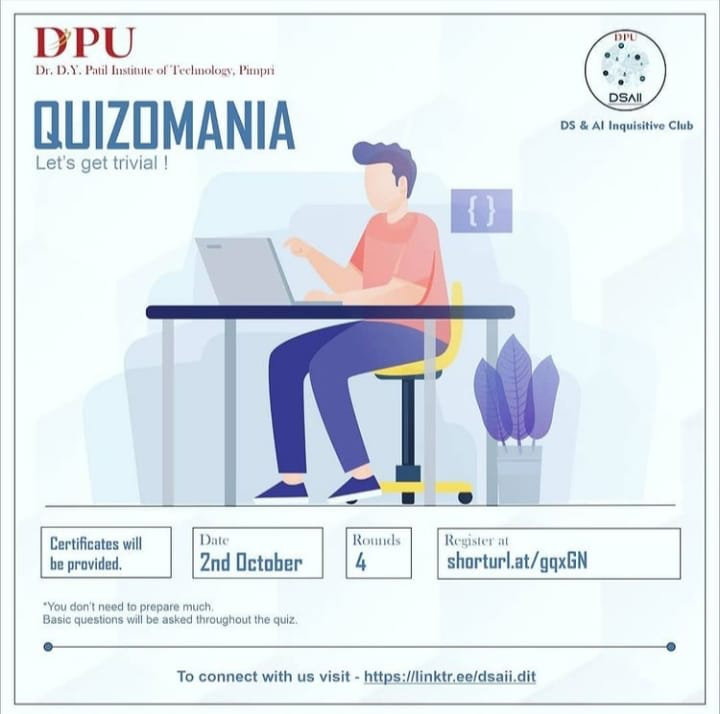 DPU
Dr. D.Y. Patil Institute of Technology, Pimpri
DPU
DSAII
DS & AI Inquisitive Club
QUIZOMANIA
Let's get trivial !
{ }
Certificates will
be provided.
Date
2nd October
Rounds
4
Register at
shorturl.at/gqxGN
*You don't need to prepare much.
Basic questions will be asked throughout the quiz.
To connect with us visit - https://linktr.ee/dsaii.dit